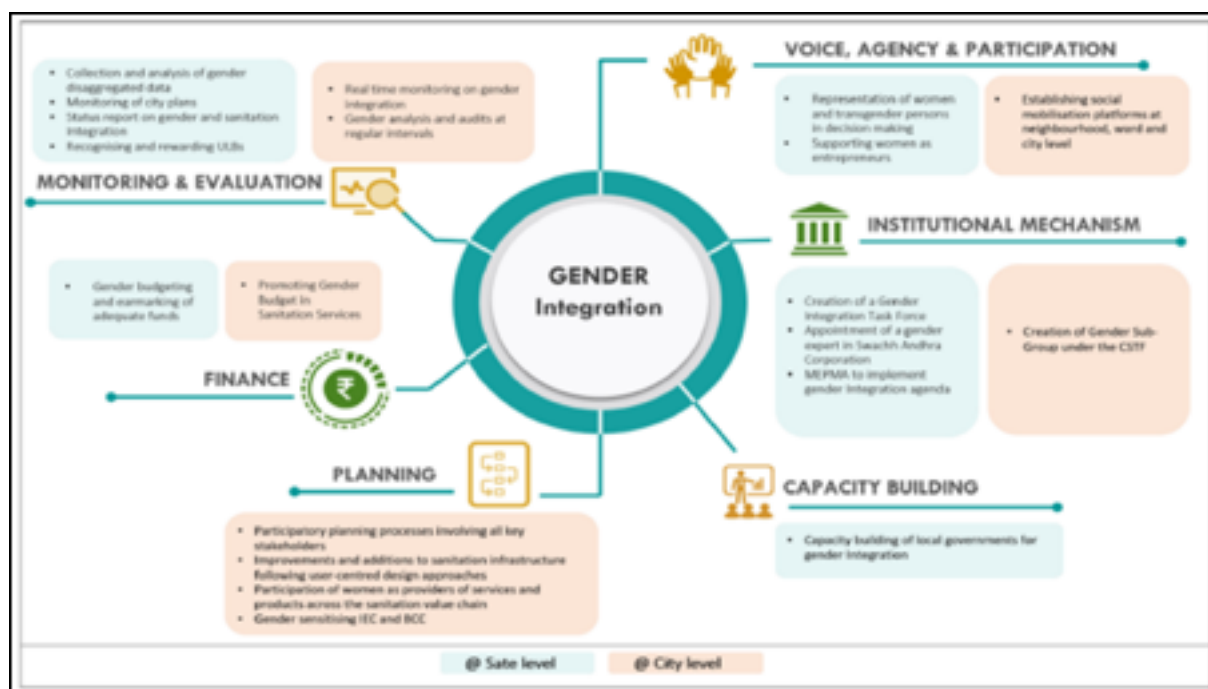 VOICE, AGENCY & PARTICIPATION
• Representation of women
and transgender persons
in decision making
• Supporting women as
entrepreneurs
• Establishing social
mobilisation platforms at
neighbourhood, ward and
city level
INSTITUTIONAL MECHANISM
• Creation of a Gender
Integration Task Force
• Appointment of a gender
expert in Swachh Andhra
Corporation
• MEPMA to implement
gender Integration agenda
• Creation of Gender Sub-
Group under the CSTF
CAPACITY BUILDING
• Capacity building of local governments for
gender Integration
PLANNING
• Participatory planning processes involving all key
stakeholders
• Improvements and additions to sanitation infrastructure
following user-centred design approaches
• Participation of women as providers of services and
products across the sanitation value chain
• Gender sensitising IEC and BCC
FINANCE
• Gender budgeting
and earmarking of
adequate funds
• Promoting Gender
Budget in
Sanitation Services
₹
MONITORING & EVALUATION
• Collection and analysis of gender
disaggregated data
• Monitoring of city plans
• Status report on gender and sanitation
integration
• Recognising and rewarding ULBs
• Real time monitoring on gender
integration
• Gender analysis and audits at
regular intervals
GENDER
Integration
@ Sate level
@ City level